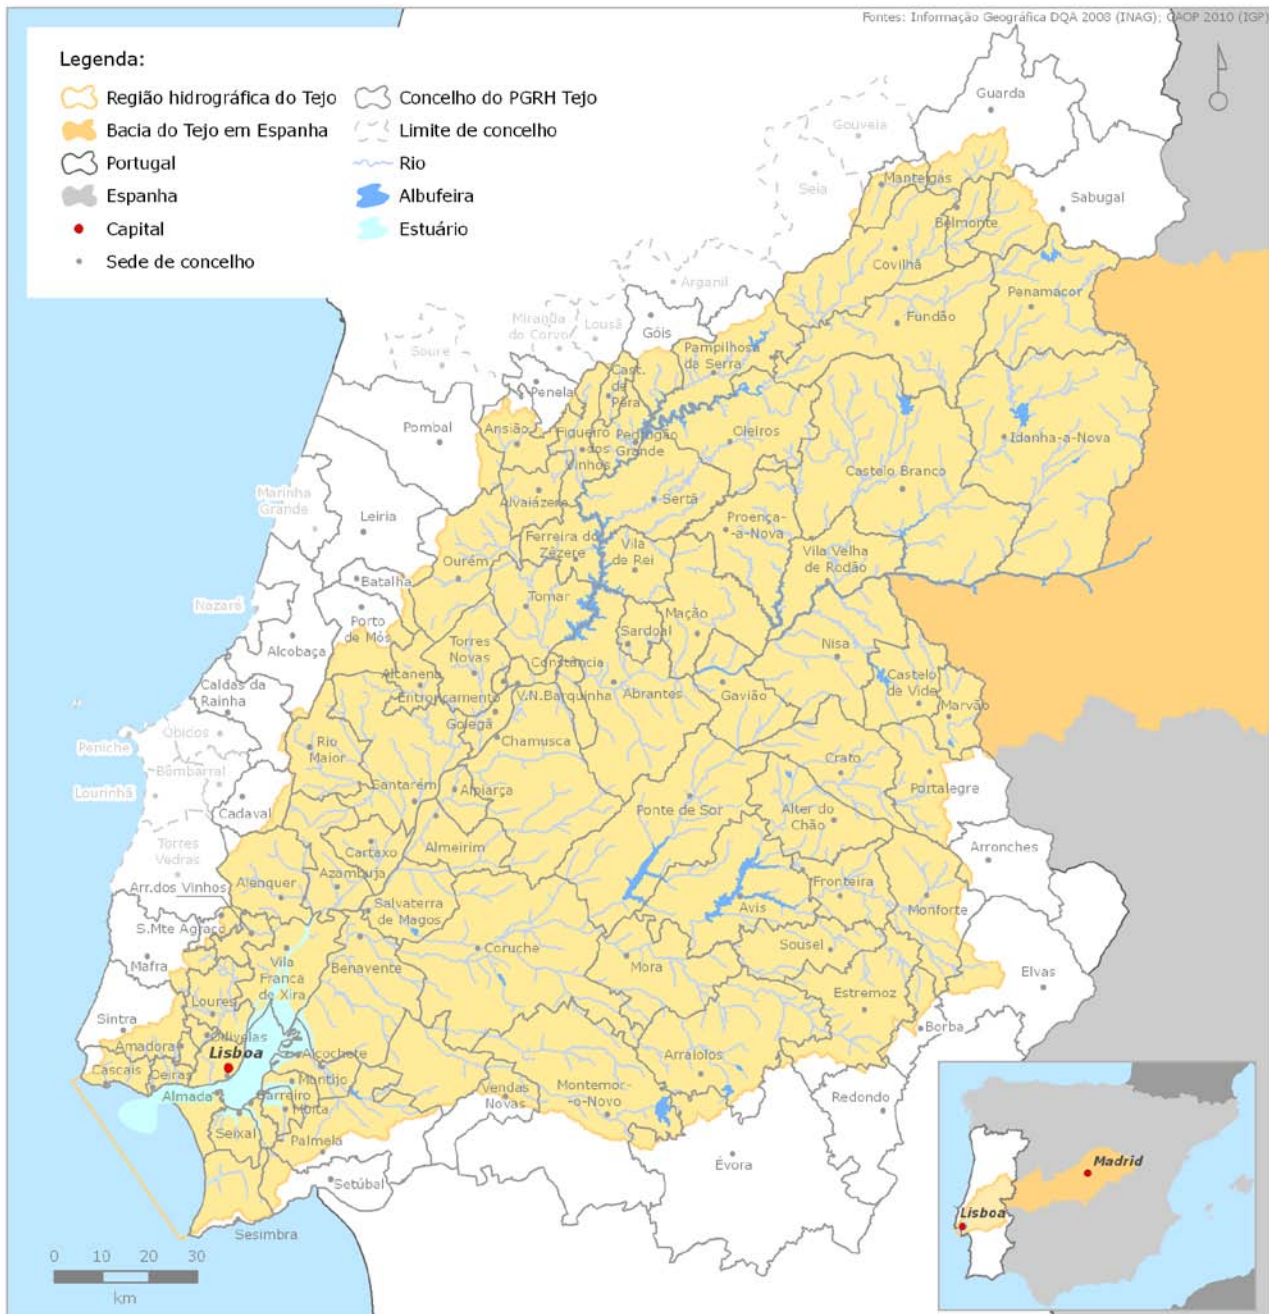 Fontes: Informação Geográfica DQA 2008 (INAG); CAOP 2010 (IGP)
Legenda:
Região hidrográfica do Tejo
Concelho do PGRH Tejo
Bacia do Tejo em Espanha
Limite de concelho
Portugal
Rio
Espanha
Albufeira
Capital
Estuário
Sede de concelho
Guarda
Gouveia
Seia
Manteigas
Sabugal
Belmonte
Covilhã
Arganil
Penamacor
Fundão
Miranda
do Corvo
Lousã
Góis
Soure
Pampilhosa
da Serra
Cast.
de
Pêra
Penela
Pombal
Ansião
Figueiró
dos
Vinhos
Pedrógão
Grande
Oleiros
Idanha-a-Nova
Castelo Branco
Marinha
Grande
Alvaiázere
Sertã
Leiria
Proença-
-a-Nova
Ferreira do
Zêzere
Vila
de Rei
Vila Velha
de Rodão
Ourém
Batalha
Nazaré
Tomar
Porto
de Mós
Mação
Sardoal
Alcobaça
Torres
Novas
Nisa
Constância
Alcanena
Castelo
de Vide
Caldas da
Rainha
Entroncamento
V.N.Barquinha
Abrantes
Gavião
Marvão
Golegã
Óbidos
Chamusca
Peniche
Rio
Maior
Bombarral
Crato
Santarém
Alpiarça
Portalegre
Lourinhã
Ponte de Sor
Alter do
Chão
Cadaval
Torres
Vedras
Almeirim
Cartaxo
Arronches
Azambuja
Arr.dos Vinhos
Alenquer
Fronteira
Salvaterra
de Magos
Avis
Monforte
S.Mte Agraço
Sousel
Coruche
Mafra
Vila
Franca
de Xira
Benavente
Mora
Elvas
Loures
Estremoz
Sintra
Odivelas
Borba
Amadora
Lisboa
Alcochete
Arraiolos
Cascais
Oeiras
Montijo
Almada
Barreiro
Moita
Vendas
Novas
Montemor-
-o-Novo
Redondo
Seixal
Palmela
Évora
Setúbal
Sesimbra
Madrid
Lisboa
0 10 20 30
km